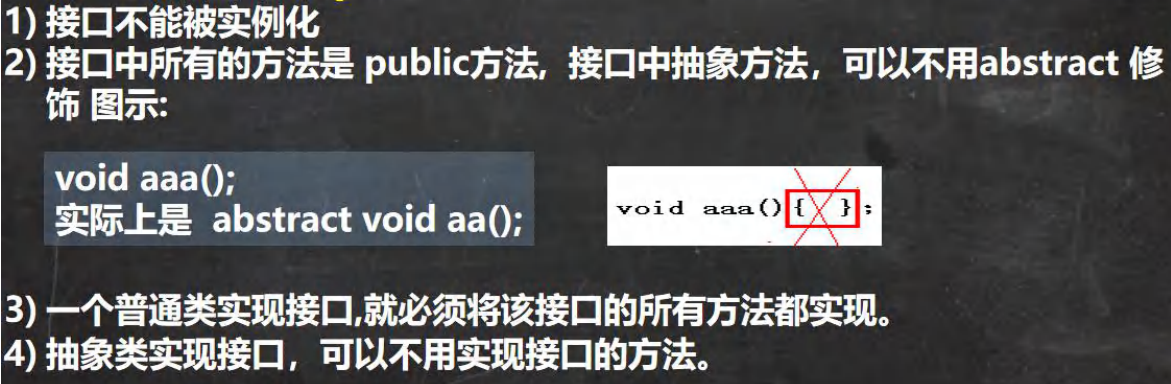 1) 接口不能被实例化
2) 接口中所有的方法是 public方法, 接口中抽象方法，可以不用abstract 修
饰 图示:
void aaa();
实际上是 abstract void aa();
void aaa(){ };
3) 一个普通类实现接口,就必须将该接口的所有方法都实现。
4) 抽象类实现接口，可以不用实现接口的方法。